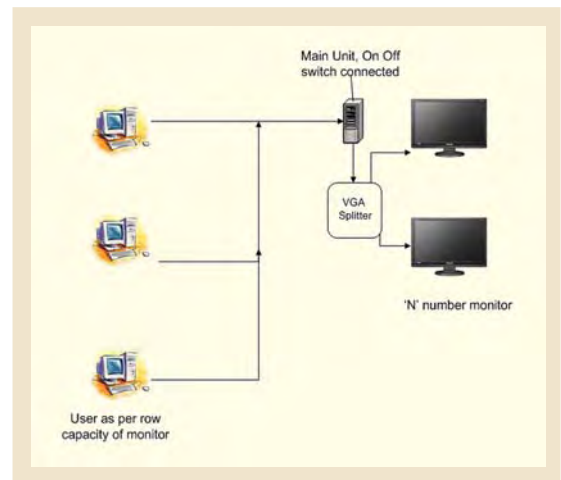 Main Unit, On Off
switch connected
VGA
Splitter
'N' number monitor
User as per row
capacity of monitor